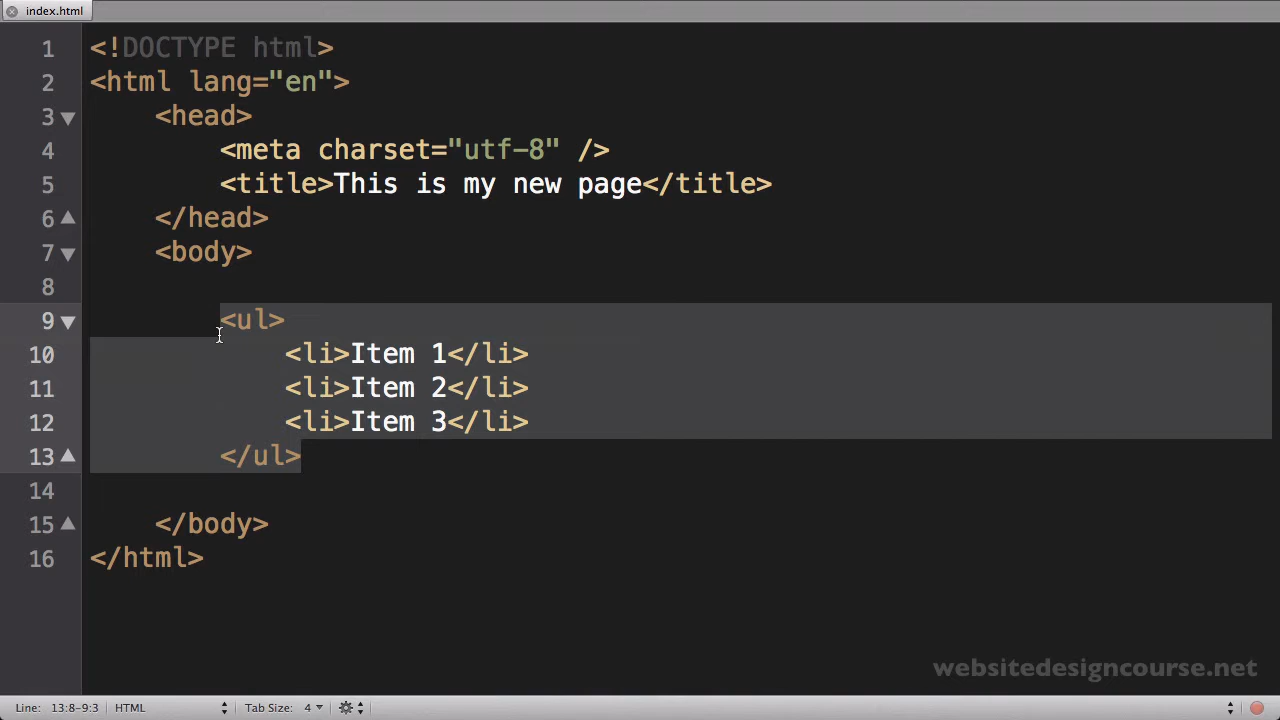 index.html
1 <!DOCTYPE html>
2 <html lang="en">
3 <head>
4 <meta charset="utf-8" />
5 <title>This is my new page</title>
6 </head>
7 <body>
8
9 <ul>
10 <li>Item 1</li>
11 <li>Item 2</li>
12 <li>Item 3</li>
13 </ul>
14
15 </body>
16 </html>
websitedesigncourse.net
Line: 13:8-9:3 HTML Tab Size: 4